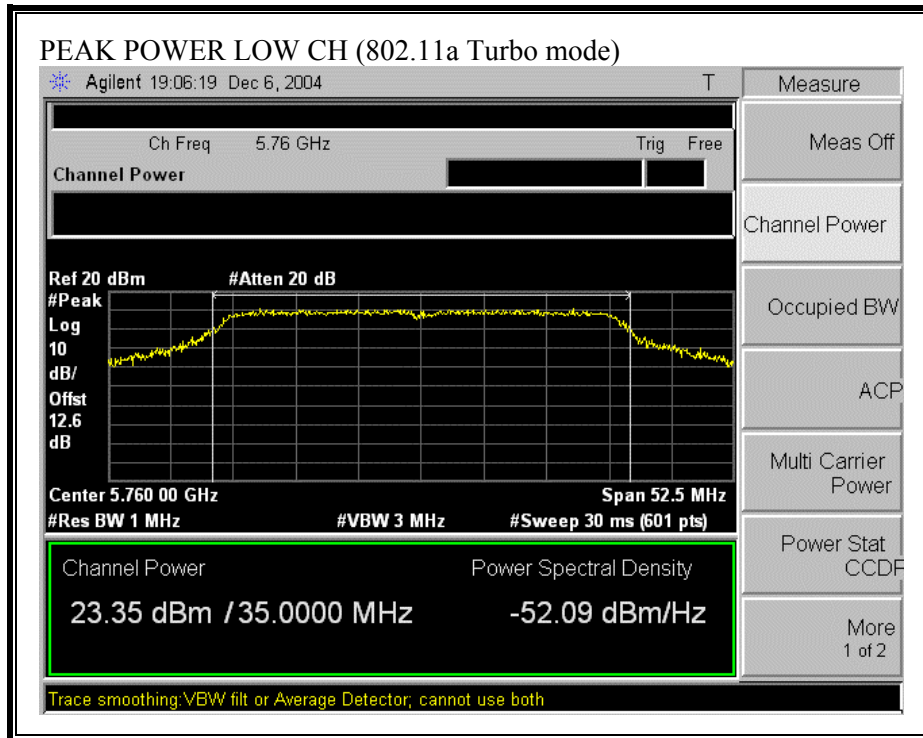 PEAK POWER LOW CH (802.11a Turbo mode)
Agilent 19:06:19 Dec 6, 2004 T
Measure
Ch Freq 5.76 GHz Trig Free
Channel Power
Meas Off
Channel Power
Occupied BW
ACP
Multi Carrier
Power
Power Stat
CCDF
More
1 of 2
Ref 20 dBm #Atten 20 dB
#Peak
Log
10
dB/
Offst
12.6
dB
Center 5.760 00 GHz Span 52.5 MHz
#Res BW 1 MHz #VBW 3 MHz #Sweep 30 ms (601 pts)
Channel Power Power Spectral Density
23.35 dBm / 35.0000 MHz -52.09 dBm/Hz
Trace smoothing:VBW filt or Average Detector; cannot use both